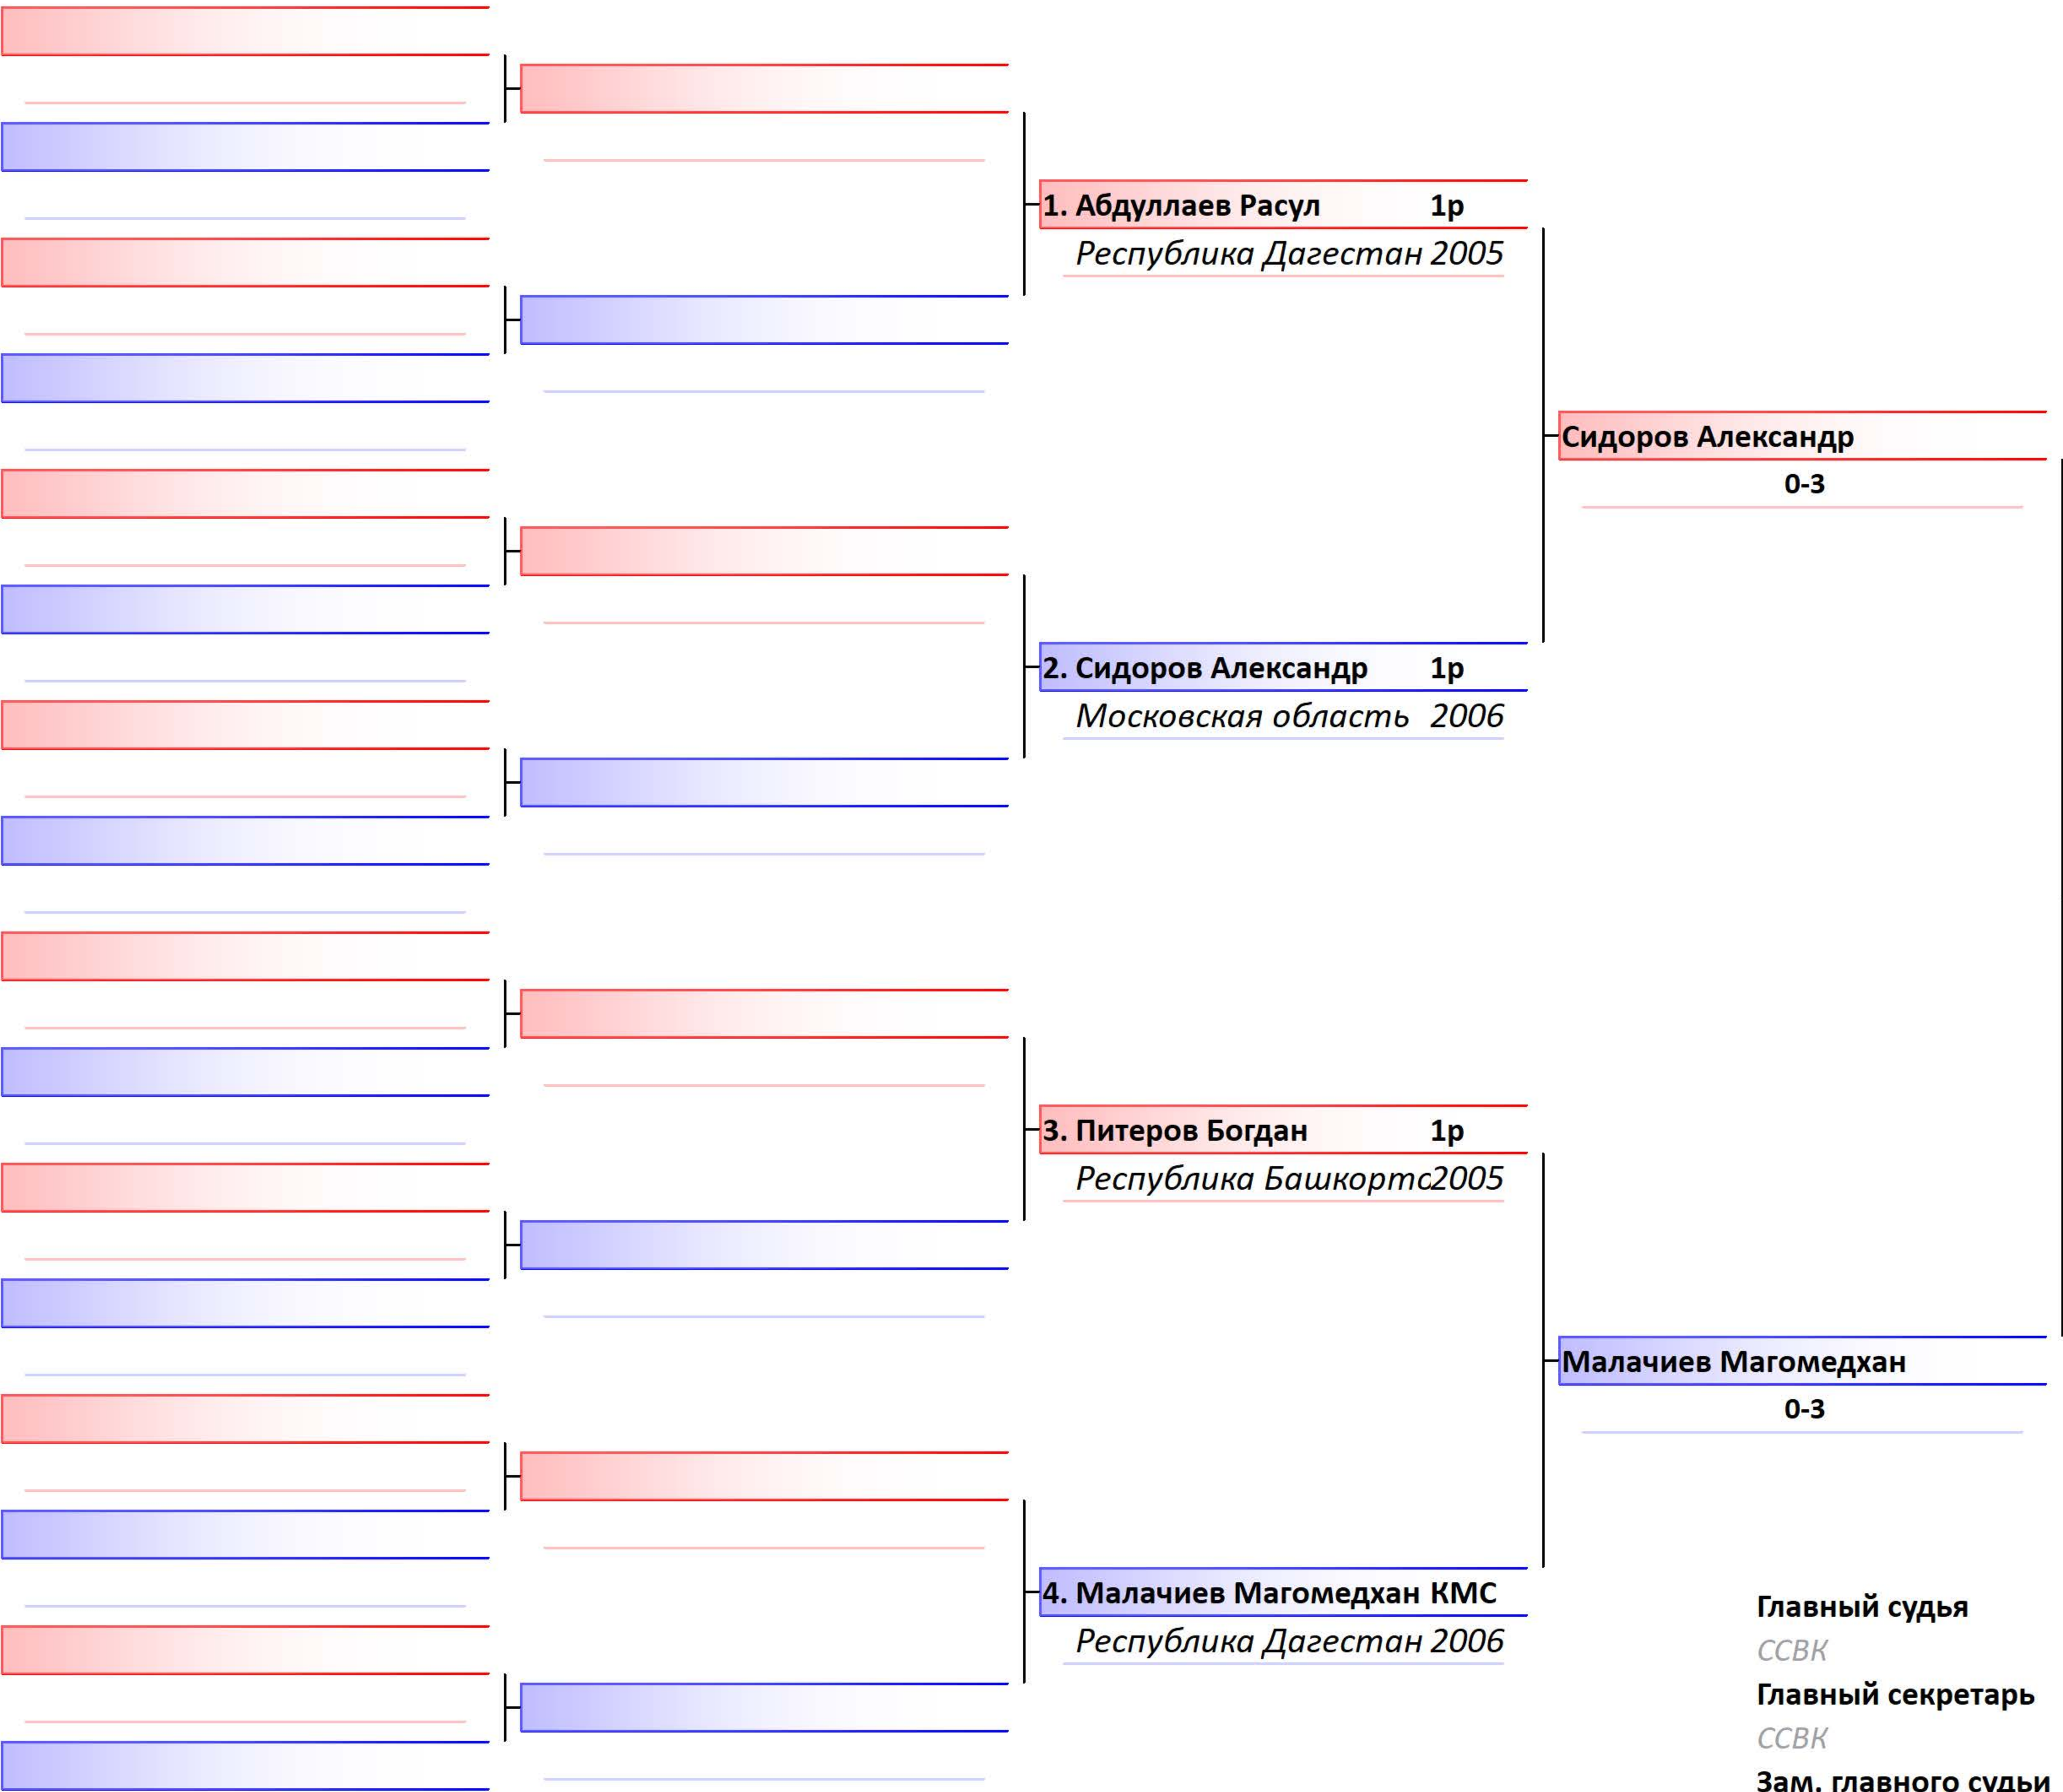 1. Абдуллаев Расул 1р
Республика Дагестан 2005
Сидоров Александр
0-3
2. Сидоров Александр 1р
Московская область 2006
3. Питеров Богдан 1р
Республика Башкорто 2005
Малачиев Магомедхан
0-3
4. Малачиев Магомедхан КМС
Республика Дагестан 2006
Главный судья
ССВК
Главный секретарь
ССВК
Зам. главного судьи